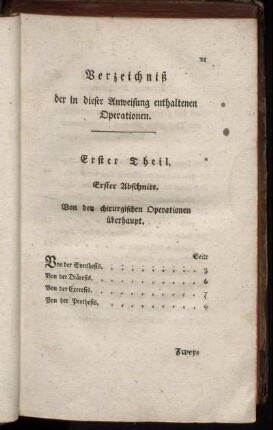 Verzeichniß
der in dieser Anweisung enthaltenen
Operationen.
Erster Theil.
Erster Abschnitt.
Von den chirurgischen Operationen
überhaupt.
Seite
Von der Synthesis. . . . . . . . . 3
Von der Diäresis. . . . . . . . . 6
Von der Exeresis. . . . . . . . . 7
Von der Prothesis. . . . . . . . . 9
Zwey-